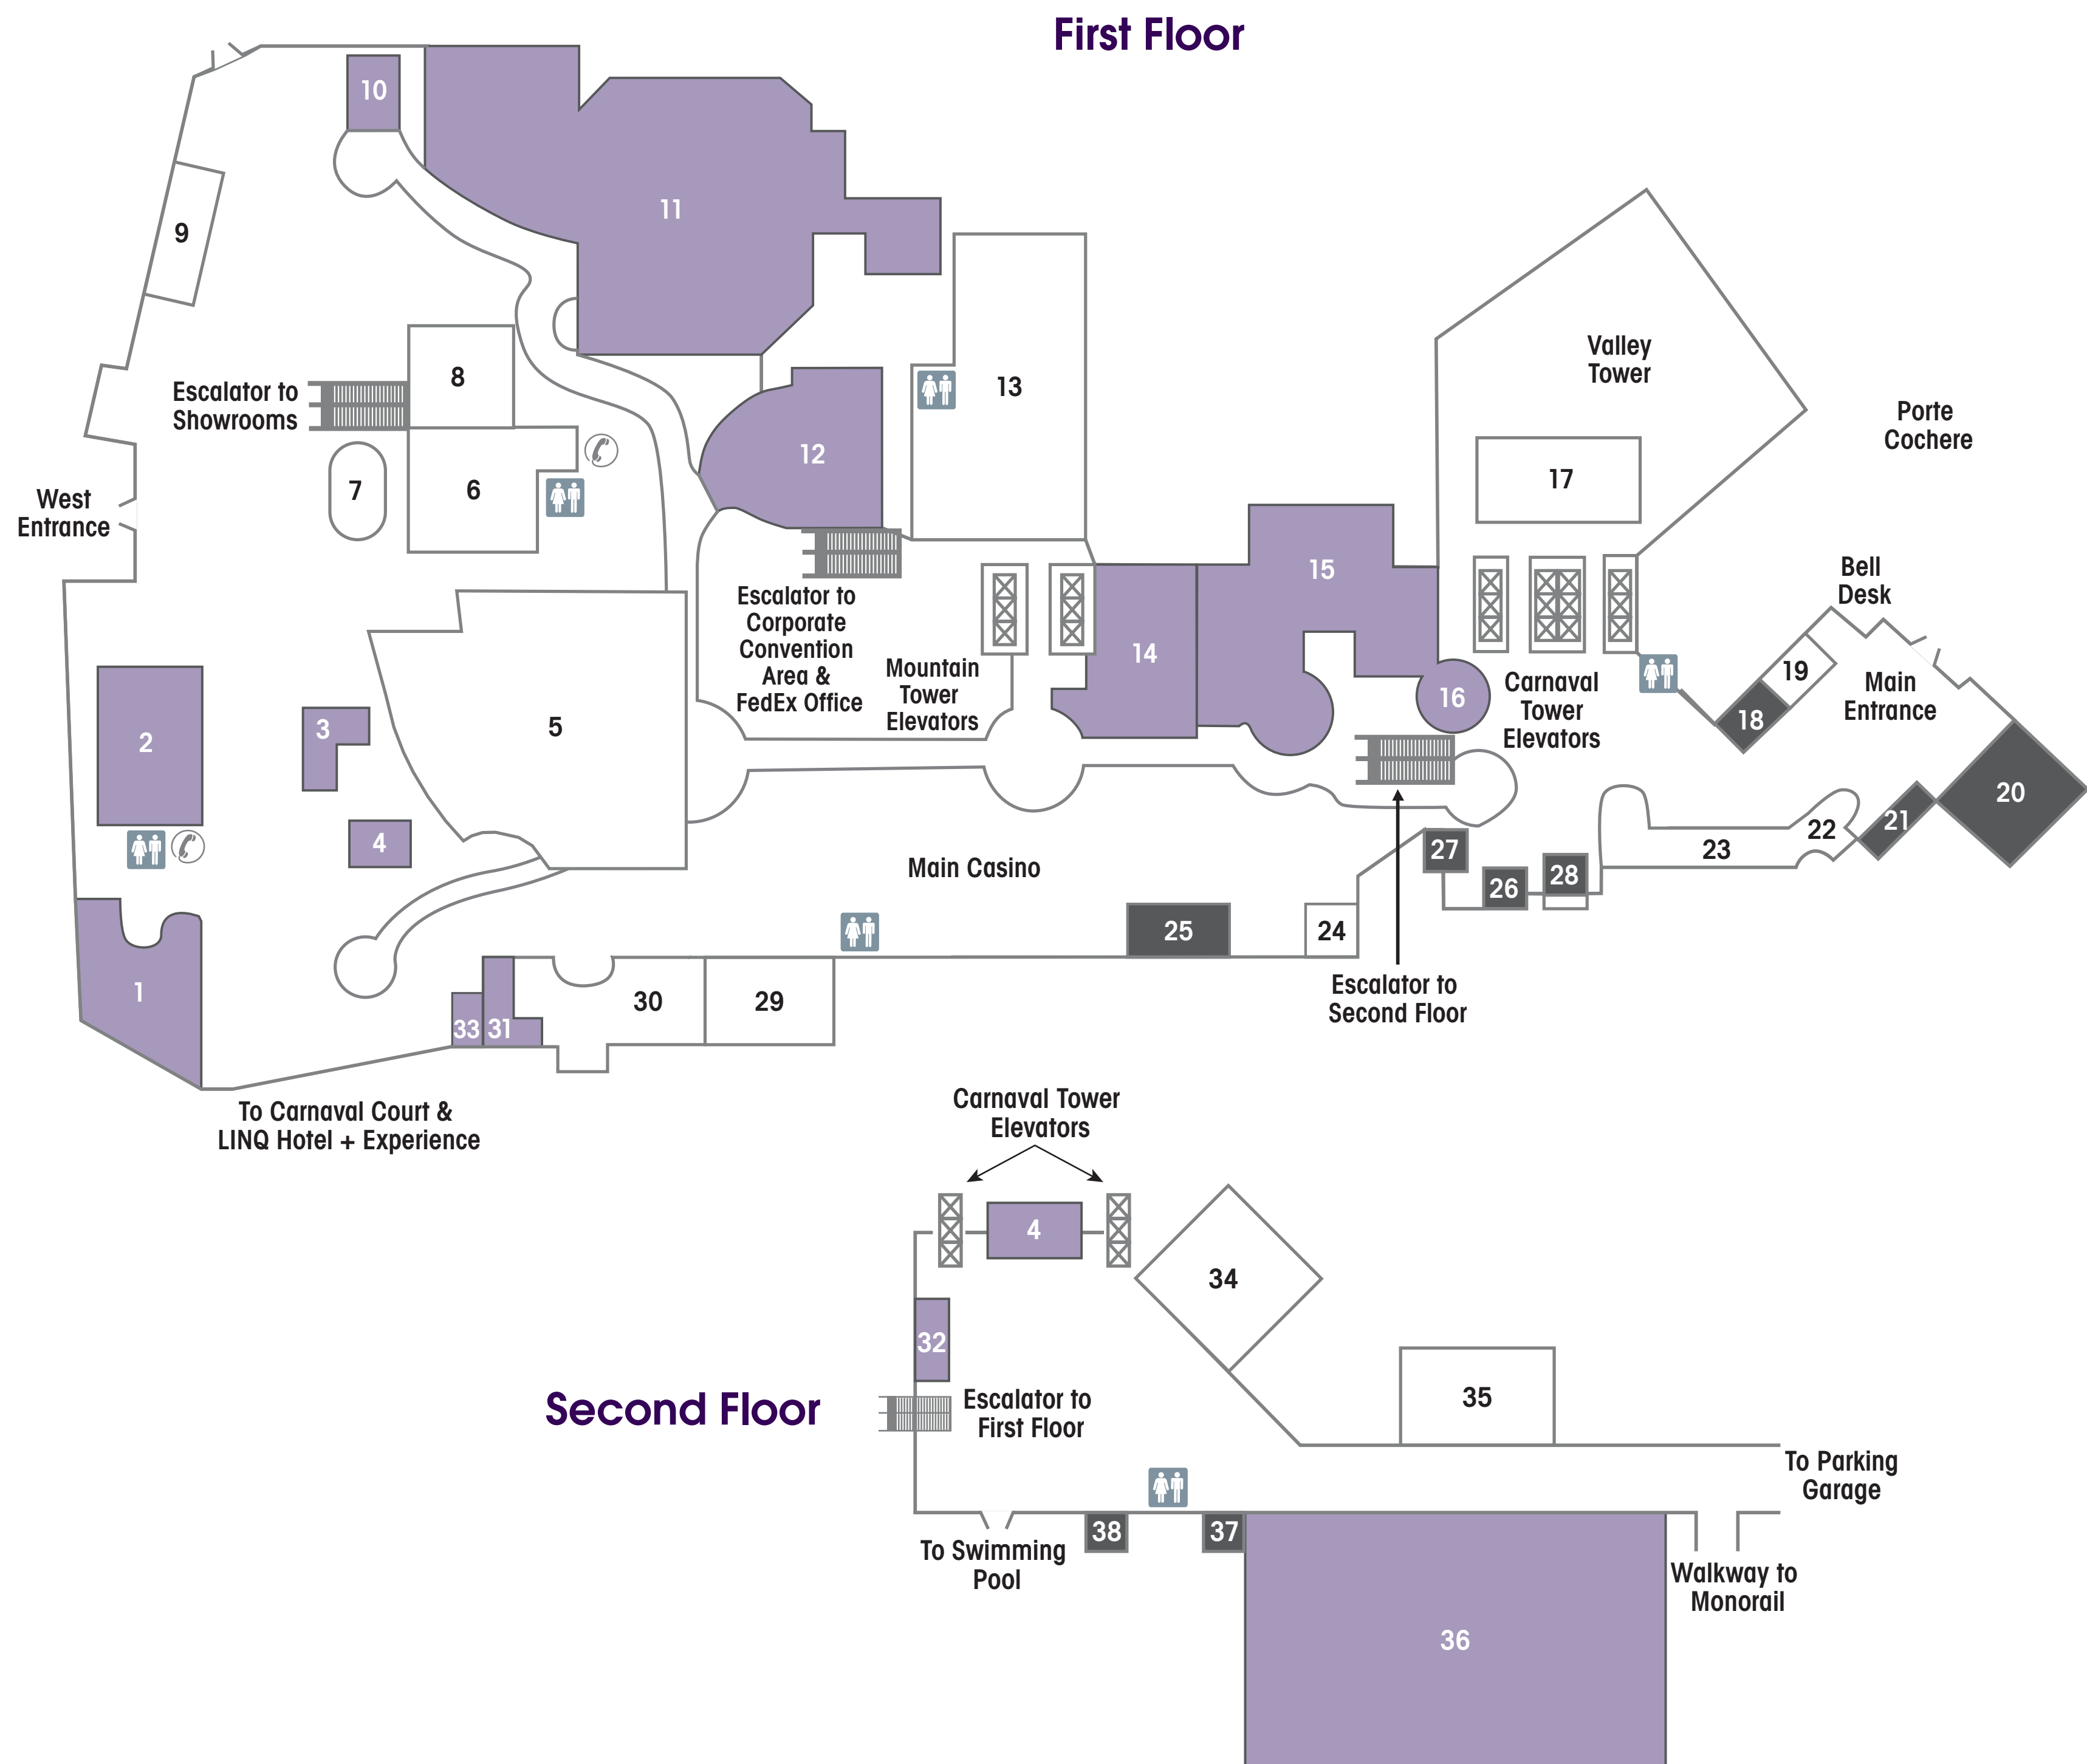 First Floor
10
11
9
8
Escalator to
Showrooms
7
6
West
Entrance
12
13
Valley
Tower
Porte
Cochere
17
15
Bell
Desk
Escalator to
Corporate
Convention
Area &
FedEx Office
14
Mountain
Tower
Elevators
16
Carnaval
Tower
Elevators
19
18
Main
Entrance
2
3
5
4
20
21
22
23
27
26
28
Main Casino
25
24
1
Escalator to
Second Floor
33
31
30
29
To Carnaval Court &
LINQ Hotel + Experience
Carnaval Tower
Elevators
4
34
32
Second Floor
Escalator to
First Floor
35
To Parking
Garage
38
37
To Swimming
Pool
Walkway to
Monorail
36